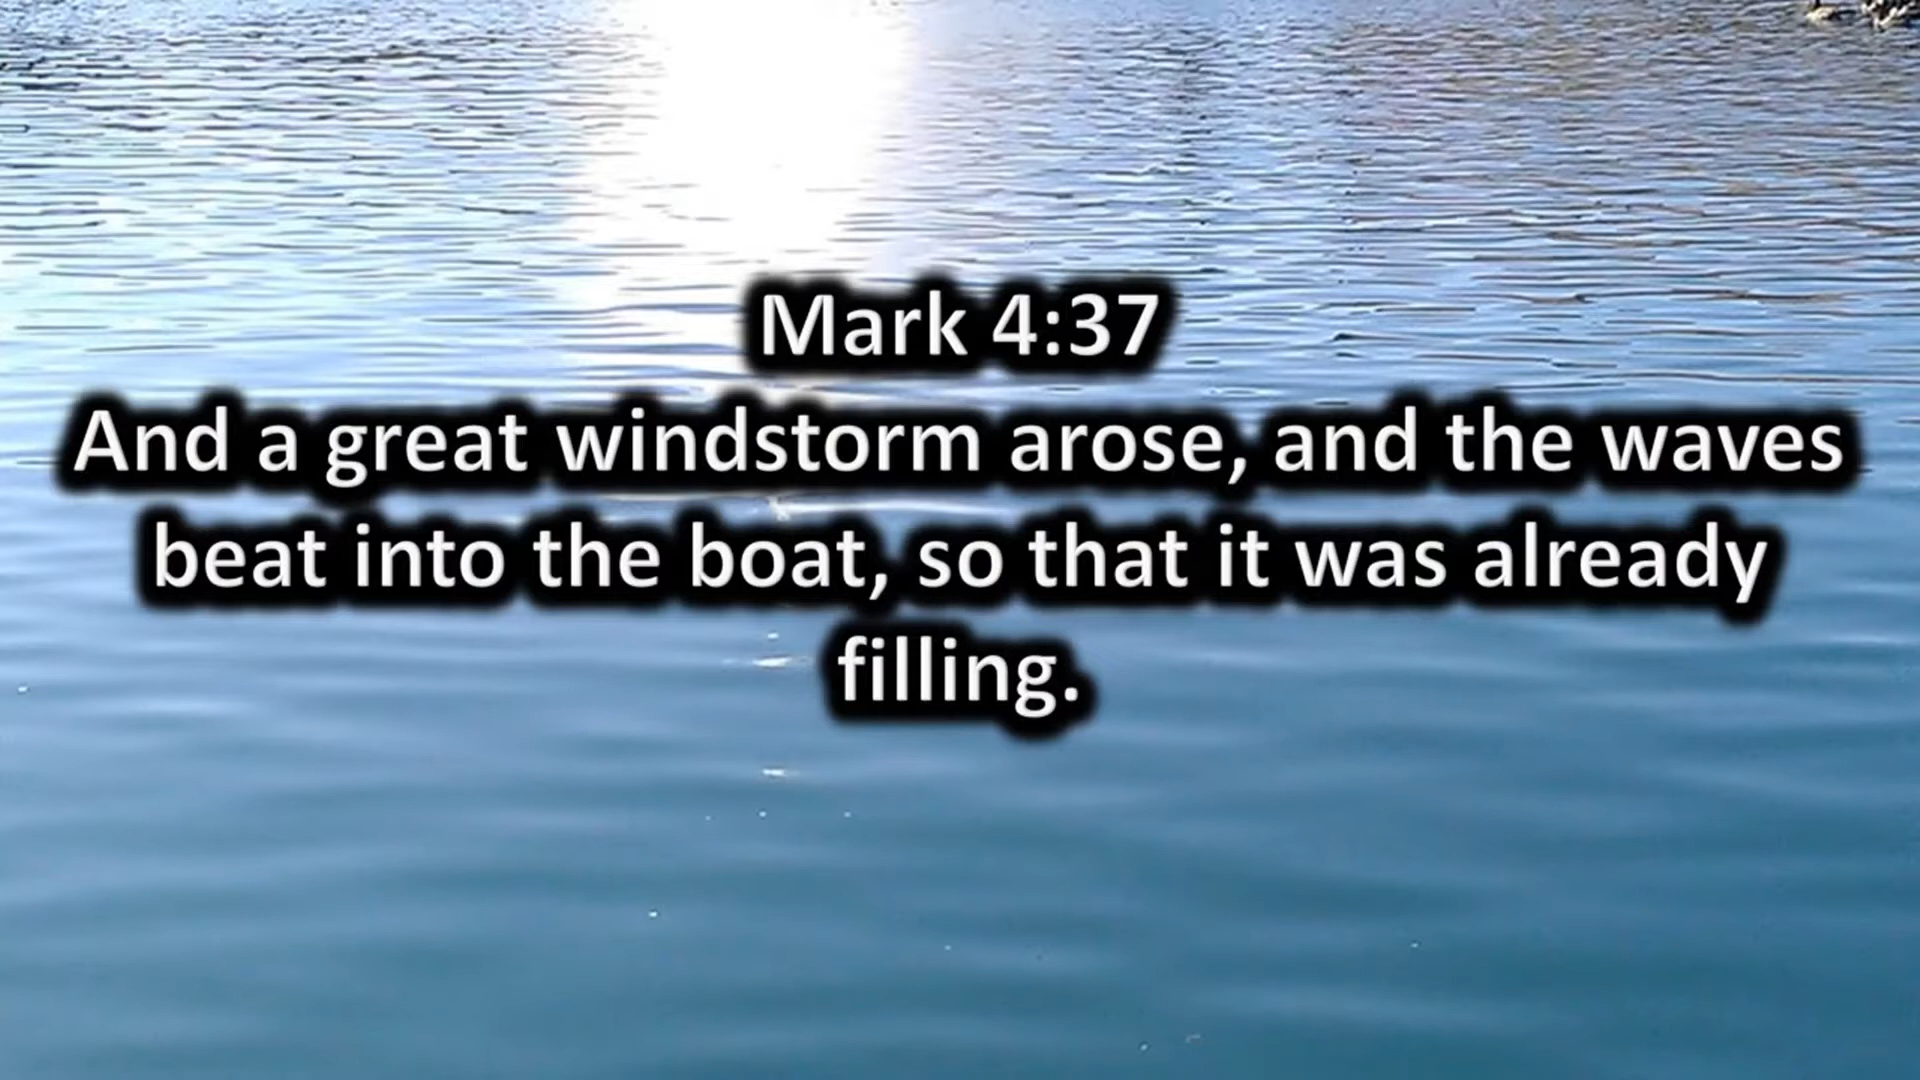 Mark 4:37
And a great windstorm arose, and the waves
beat into the boat, so that it was already
filling.